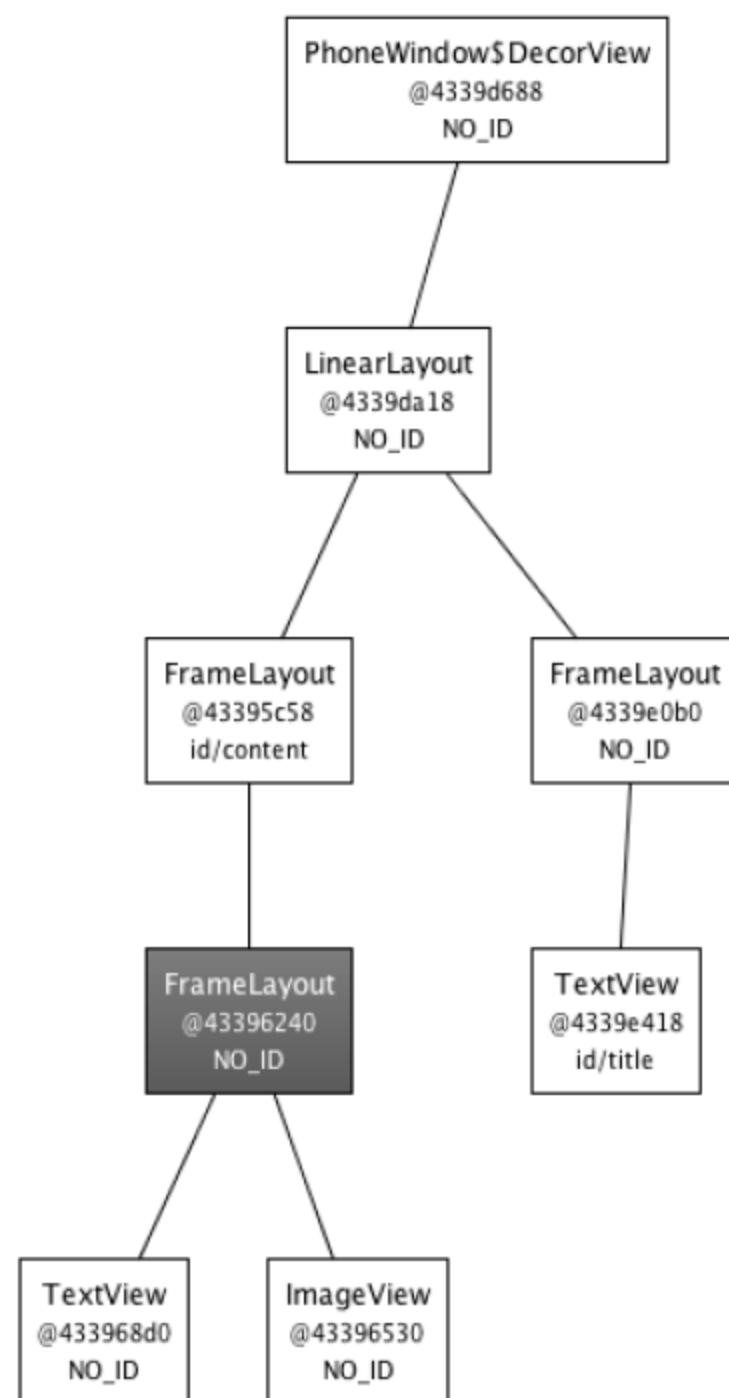 PhoneWindow$DecorView
@4339d688
NO_ID
LinearLayout
@4339da18
NO_ID
FrameLayout
@43395c58
id/content
FrameLayout
@4339e0b0
NO_ID
FrameLayout
@43396240
NO_ID
TextView
@4339e418
id/title
TextView
@433968d0
NO_ID
ImageView
@43396530
NO_ID